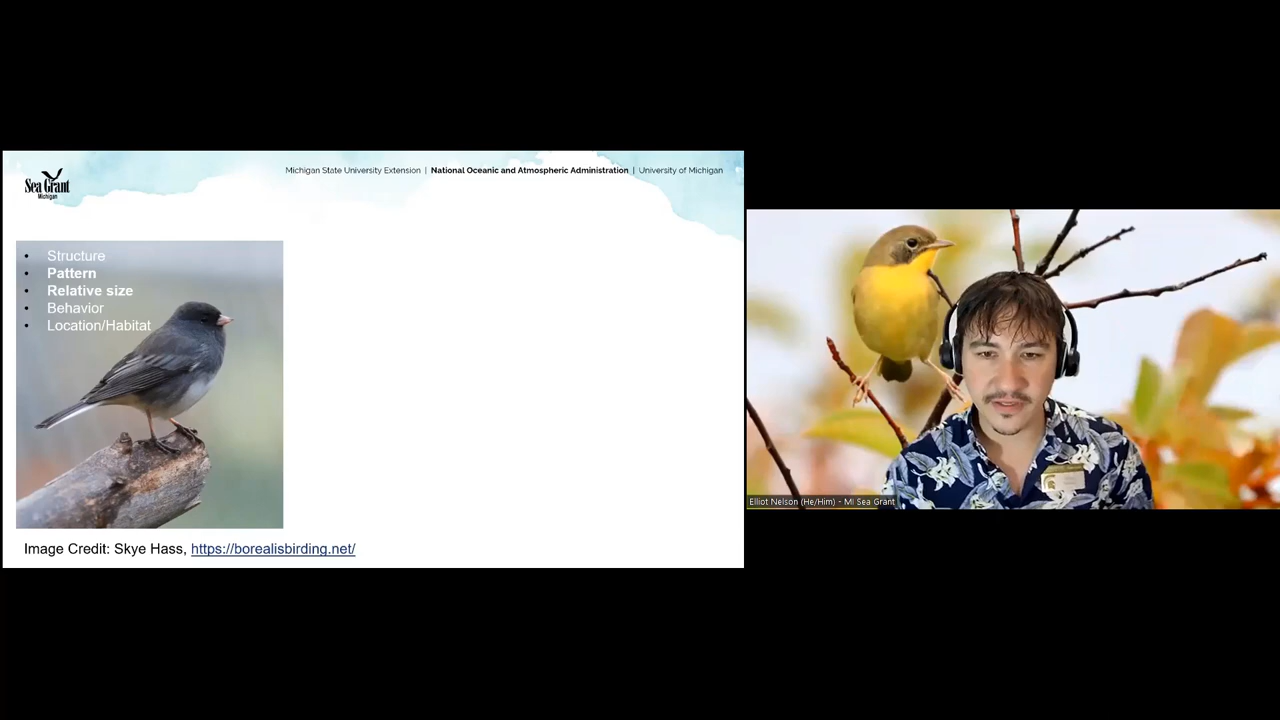 Sea Grant
Michigan
Michigan State University Extension | National Oceanic and Atmospheric Administration | University of Michigan
• Structure
• Pattern
• Relative size
• Behavior
• Location/Habitat
Image Credit: Skye Hass, https://borealisbirding.net/
Elliot Nelson (He/Him) - MI Sea Grant